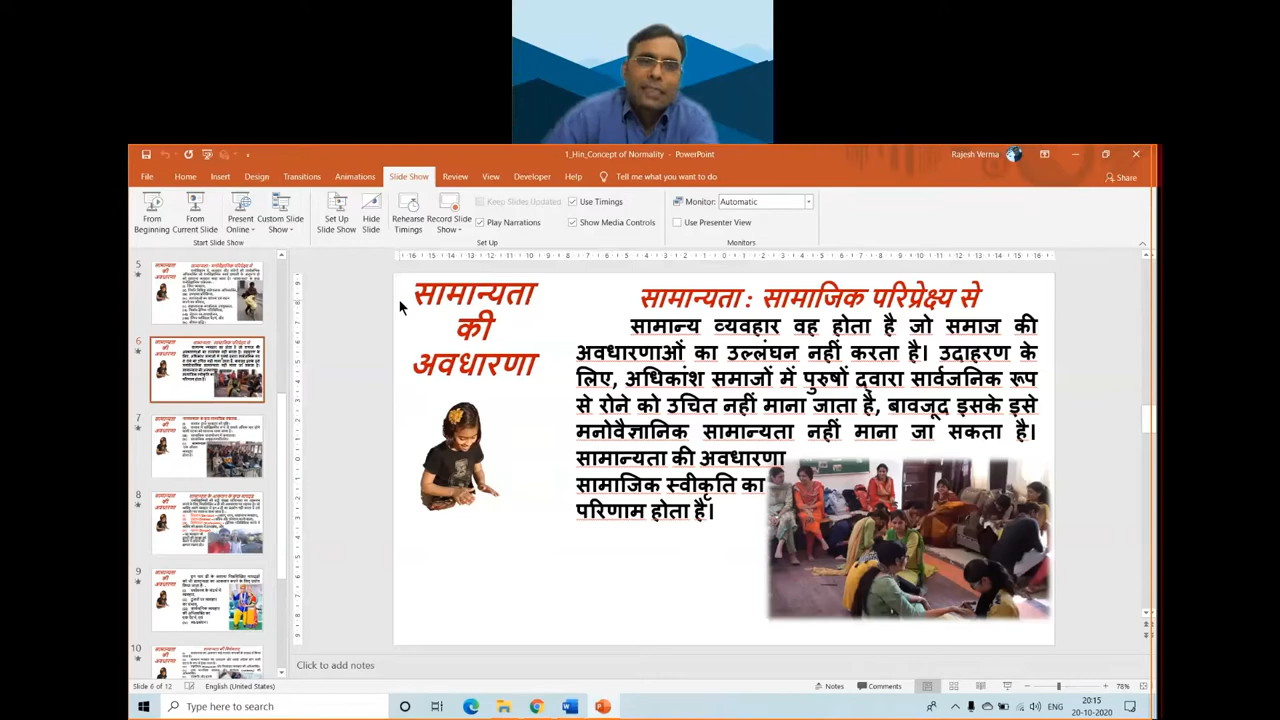 1_Hin_Concept of Normality - PowerPoint
Rajesh Verma
File Home Insert Design Transitions Animations Slide Show Review View Developer Help Tell me what you want to do
Share
From Beginning
From Current Slide
Present Online
Custom Slide Show
Set Up Slide Show
Hide Slide
Rehearse Timings
Record Slide Show
Keep Slides Updated
Play Narrations
Use Timings
Show Media Controls
Monitor: Automatic
Use Presenter View
Start Slide Show
Set Up
Monitors
5
6
7
8
9
10
सामान्यता
की
अवधारणा
सामान्यता : सामाजिक परिप्रेक्ष्य से
सामान्य व्यवहार वह होता है जो समाज की
अवधारणाओं का उल्लंघन नहीं करता है। उदाहरण के
लिए, अधिकांश समाजों में पुरुषों द्वारा सार्वजनिक रूप
से रोने को उचित नहीं माना जाता है, बावजूद इसके इसे
मनोवैज्ञानिक सामान्यता नहीं माना जा सकता है।
सामान्यता की अवधारणा
सामाजिक स्वीकृति का
परिणाम होता है।
Click to add notes
Slide 6 of 12
English (United States)
Notes
Comments
78%
Type here to search
ENG
20:15
20-10-2020